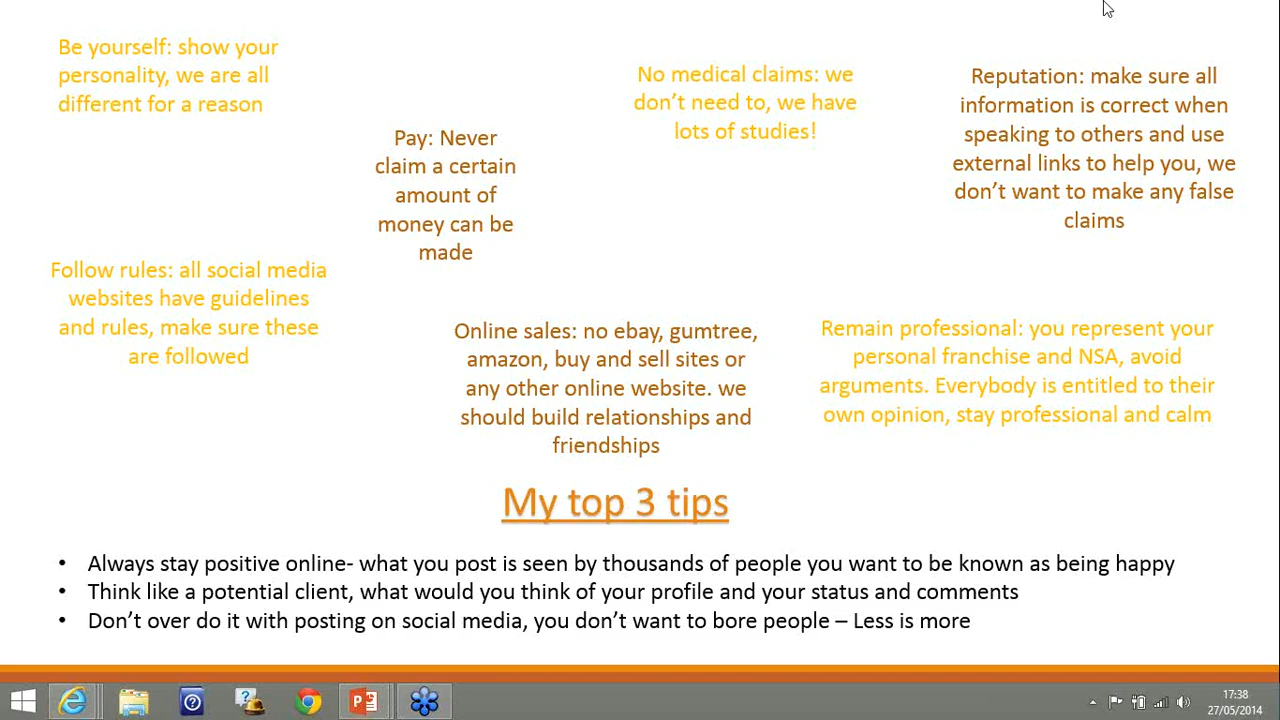 Be yourself: show your
personality, we are all
different for a reason
No medical claims: we
don’t need to, we have
lots of studies!
Reputation: make sure all
information is correct when
speaking to others and use
external links to help you, we
don’t want to make any false
claims
Pay: Never
claim a certain
amount of
money can be
made
Follow rules: all social media
websites have guidelines
and rules, make sure these
are followed
Online sales: no ebay, gumtree,
amazon, buy and sell sites or
any other online website. we
should build relationships and
friendships
Remain professional: you represent your
personal franchise and NSA, avoid
arguments. Everybody is entitled to their
own opinion, stay professional and calm
My top 3 tips
• Always stay positive online- what you post is seen by thousands of people you want to be known as being happy
• Think like a potential client, what would you think of your profile and your status and comments
• Don’t over do it with posting on social media, you don’t want to bore people – Less is more
17:38
27/05/2014